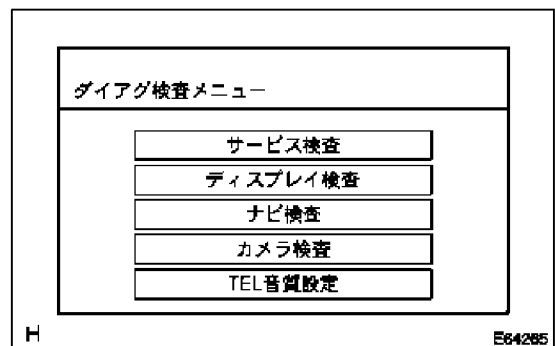 ダイアグ検査メニュー
サービス検査
ディスプレイ検査
ナビ検査
カメラ検査
TEL音質設定
H
E64265